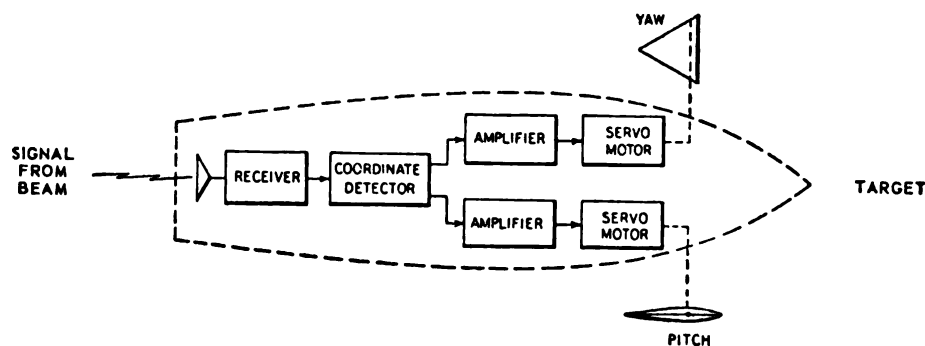 YAW
SIGNAL
FROM
BEAM
RECEIVER
COORDINATE
DETECTOR
AMPLIFIER
SERVO
MOTOR
AMPLIFIER
SERVO
MOTOR
TARGET
PITCH